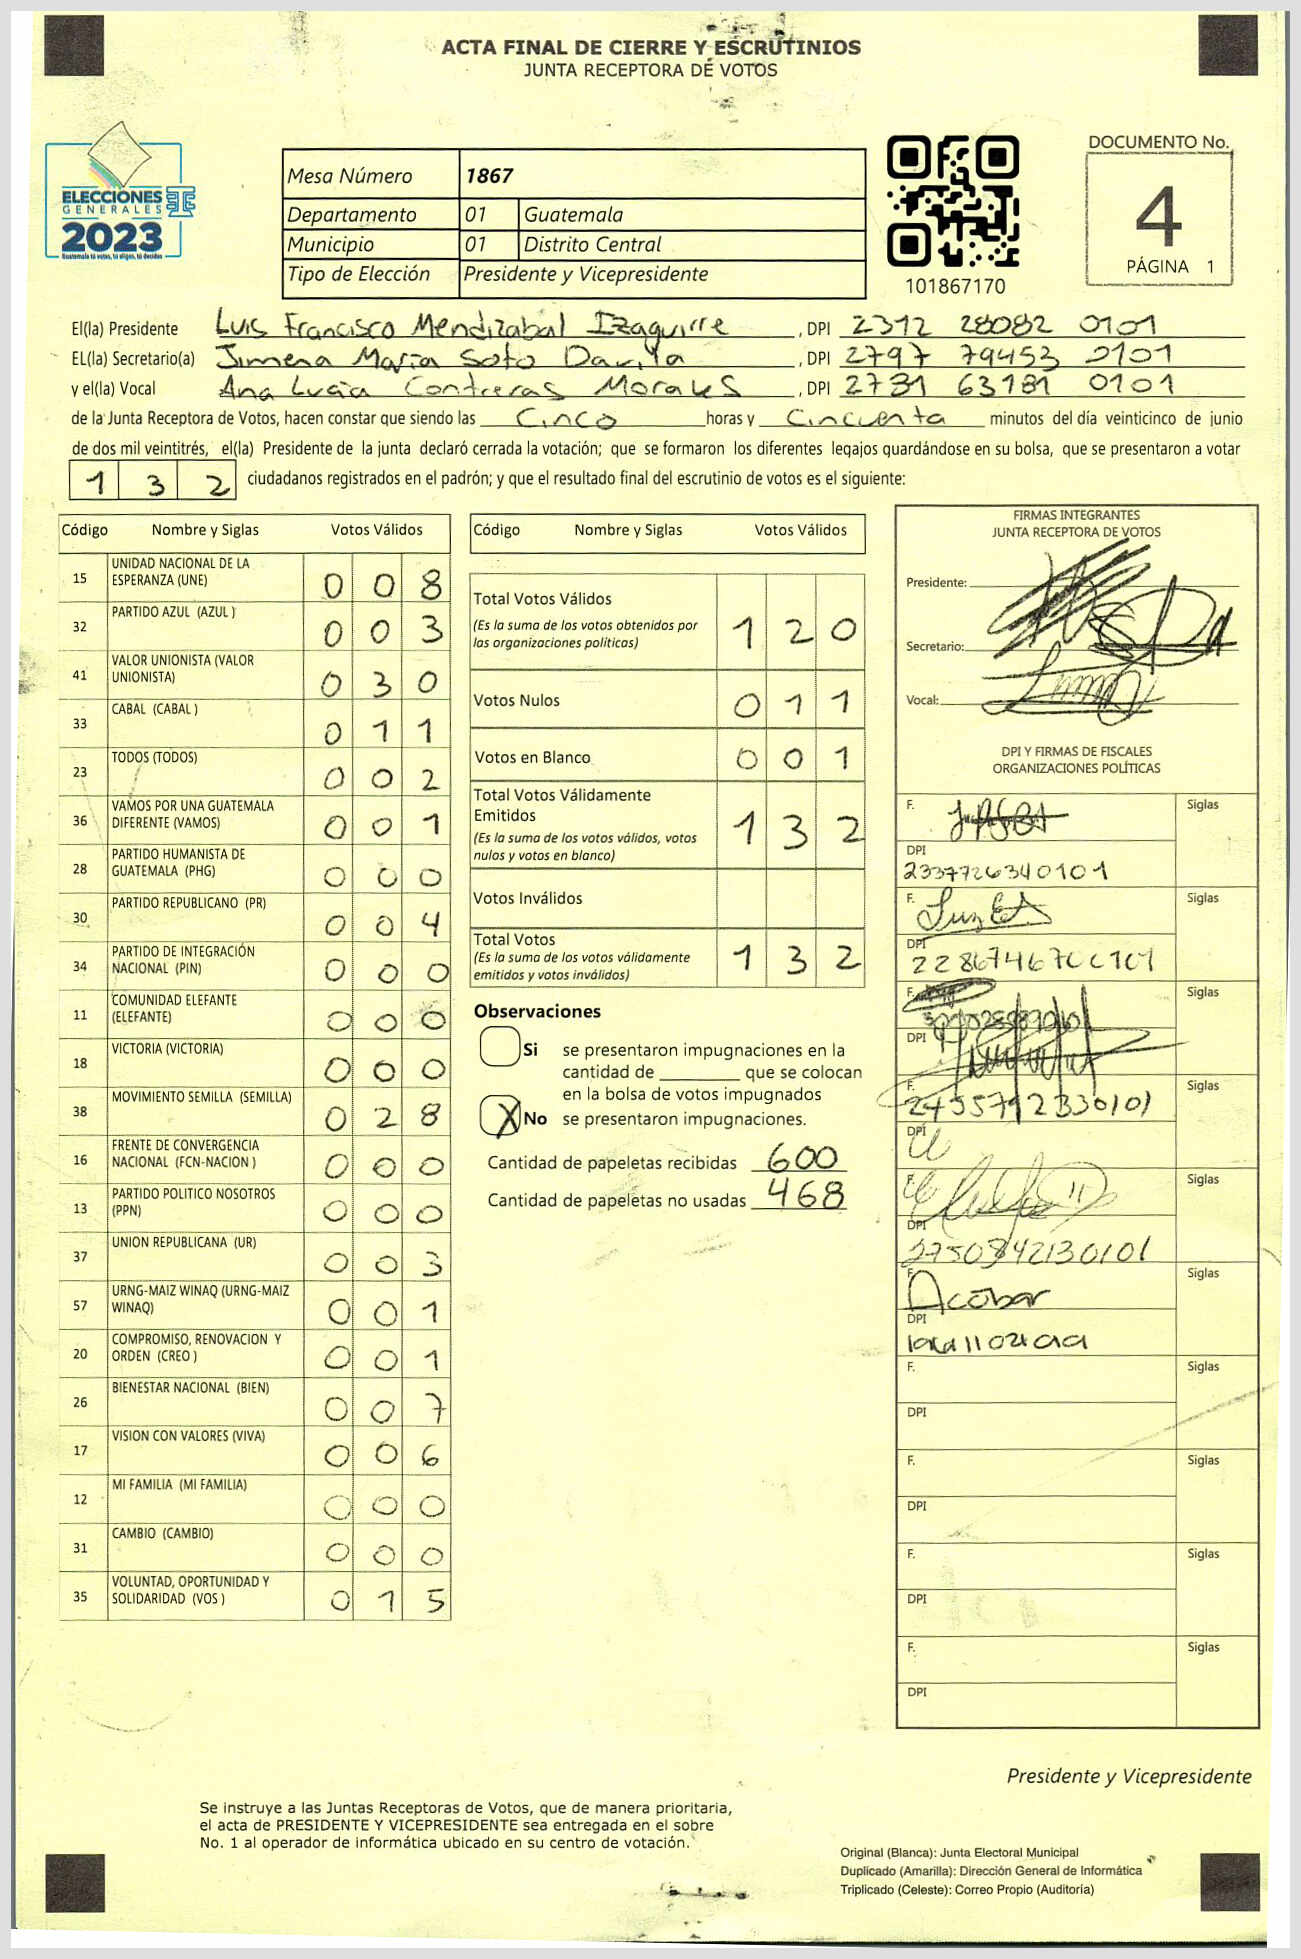 ACTA FINAL DE CIERRE Y ESCRUTINIOS
JUNTA RECEPTORA DE VOTOS
ELECCIONES
GENERALES
2023
Guatemala tú votas, tú eliges, tú decides
Mesa Número 1867
Departamento 01 Guatemala
Municipio 01 Distrito Central
Tipo de Elección Presidente y Vicepresidente
101867170
DOCUMENTO No.
4
PÁGINA 1
El(la) Presidente Luis Francisco Mendizabal Izaguirre, DPI 2312 28082 0101
EL(la) Secretario(a) Jimena Maria Soto Davila, DPI 2797 79453 0101
y el(la) Vocal Ana Lucia Contreras Morales, DPI 2731 63181 0101
de la Junta Receptora de Votos, hacen constar que siendo las Cinco horas y Cincuenta minutos del día veinticinco de junio
de dos mil veintitrés, el(la) Presidente de la junta declaró cerrada la votación; que se formaron los diferentes legajos guardándose en su bolsa, que se presentaron a votar
1 3 2 ciudadanos registrados en el padrón; y que el resultado final del escrutinio de votos es el siguiente:
Código Nombre y Siglas Votos Válidos
15 UNIDAD NACIONAL DE LA ESPERANZA (UNE) 0 0 8
32 PARTIDO AZUL (AZUL ) 0 0 3
41 VALOR UNIONISTA (VALOR UNIONISTA) 0 3 0
33 CABAL (CABAL ) 0 1 1
23 TODOS (TODOS) 0 0 2
36 VAMOS POR UNA GUATEMALA DIFERENTE (VAMOS) 0 0 1
28 PARTIDO HUMANISTA DE GUATEMALA (PHG) 0 0 0
30 PARTIDO REPUBLICANO (PR) 0 0 4
34 PARTIDO DE INTEGRACIÓN NACIONAL (PIN) 0 0 0
11 COMUNIDAD ELEFANTE (ELEFANTE) 0 0 0
18 VICTORIA (VICTORIA) 0 0 0
38 MOVIMIENTO SEMILLA (SEMILLA) 0 2 8
16 FRENTE DE CONVERGENCIA NACIONAL (FCN-NACION ) 0 0 0
13 PARTIDO POLITICO NOSOTROS (PPN) 0 0 0
37 UNION REPUBLICANA (UR) 0 0 3
57 URNG-MAIZ WINAQ (URNG-MAIZ WINAQ) 0 0 1
20 COMPROMISO, RENOVACION Y ORDEN (CREO ) 0 0 1
26 BIENESTAR NACIONAL (BIEN) 0 0 7
17 VISION CON VALORES (VIVA) 0 0 6
12 MI FAMILIA (MI FAMILIA) 0 0 0
31 CAMBIO (CAMBIO) 0 0 0
35 VOLUNTAD, OPORTUNIDAD Y SOLIDARIDAD (VOS ) 0 1 5
Código Nombre y Siglas Votos Válidos
Total Votos Válidos 1 2 0
(Es la suma de los votos obtenidos por
las organizaciones políticas)
Votos Nulos 0 1 1
Votos en Blanco 0 0 1
Total Votos Válidamente
Emitidos 1 3 2
(Es la suma de los votos válidos, votos
nulos y votos en blanco)
Votos Inválidos
Total Votos 1 3 2
(Es la suma de los votos válidamente
emitidos y votos inválidos)
Observaciones
Si se presentaron impugnaciones en la
cantidad de ________ que se colocan
en la bolsa de votos impugnados
X No se presentaron impugnaciones.
Cantidad de papeletas recibidas 600
Cantidad de papeletas no usadas 468
FIRMAS INTEGRANTES
JUNTA RECEPTORA DE VOTOS
Presidente:
Secretario:
Vocal:
DPI Y FIRMAS DE FISCALES
ORGANIZACIONES POLÍTICAS
F. Siglas
DPI
2337726340101
F. Siglas
DPI
F. Siglas
DPI
F. Siglas
2455792330101
DPI
F. Siglas
DPI
2750842130101
F. Siglas
Acobar
DPI
F. Siglas
DPI
F. Siglas
DPI
F. Siglas
DPI
F. Siglas
DPI
Presidente y Vicepresidente
Se instruye a las Juntas Receptoras de Votos, que de manera prioritaria,
el acta de PRESIDENTE Y VICEPRESIDENTE sea entregada en el sobre
No. 1 al operador de informática ubicado en su centro de votación.
Original (Blanca): Junta Electoral Municipal
Duplicado (Amarilla): Dirección General de Informática
Triplicado (Celeste): Correo Propio (Auditoría)